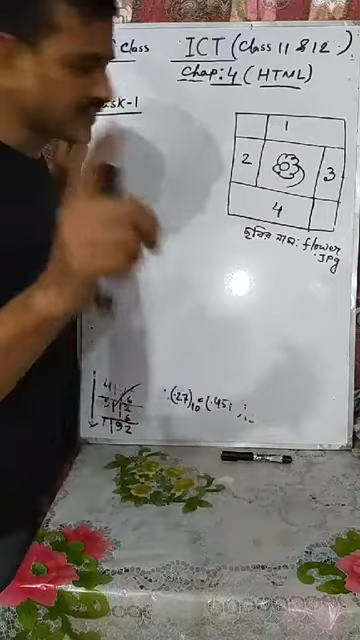 Class
ICT (Class 11 & 12)
Chap: 4 (HTML)
ask-1
1
2
3
4
ছবির নাম: flower
.jpg
(.27)10 = (.45